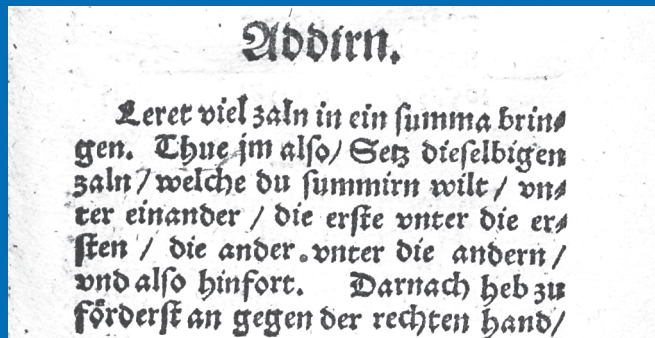 Addirn.
Leret viel zaln in ein summa brin⸗
gen. Thue jm also/ Setz dieselbigen
zaln/ welche du summirn wilt/ vn⸗
ter einander / die erste vnter die er⸗
sten / die ander vnter die andern/
vnd also hinfort. Darnach heb zu
förderst an gegen der rechten hand/